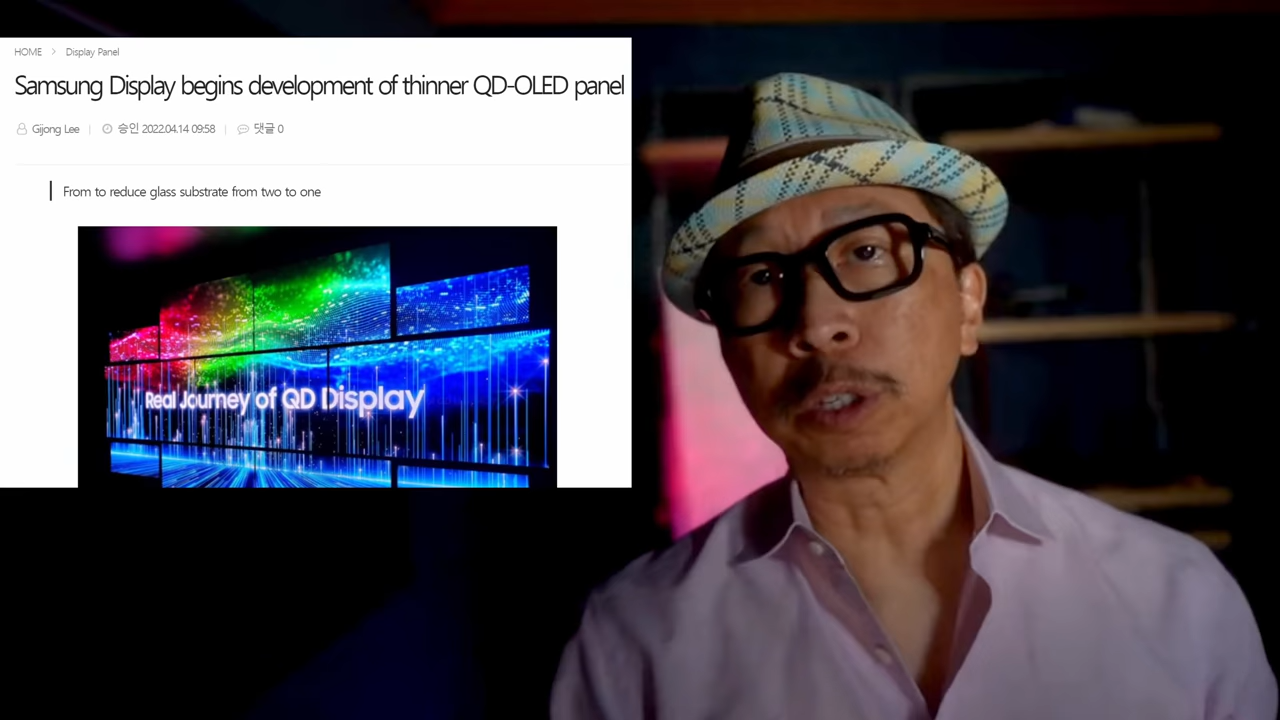 HOME > Display Panel
Samsung Display begins development of thinner QD-OLED panel
Gijong Lee | 승인 2022.04.14 09:58 | 댓글 0
From to reduce glass substrate from two to one
Real Journey of QD Display